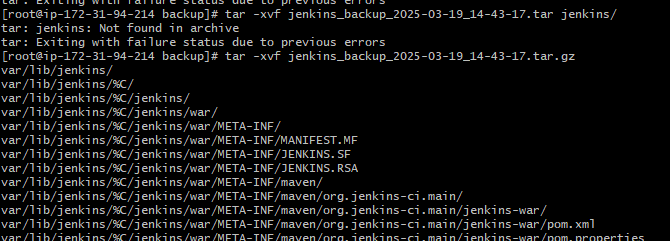 tar: Exiting with failure status due to previous errors
[root@ip-172-31-94-214 backup]# tar -xvf jenkins_backup_2025-03-19_14-43-17.tar jenkins/
tar: jenkins: Not found in archive
tar: Exiting with failure status due to previous errors
[root@ip-172-31-94-214 backup]# tar -xvf jenkins_backup_2025-03-19_14-43-17.tar.gz
var/lib/jenkins/
var/lib/jenkins/%C/
var/lib/jenkins/%C/jenkins/
var/lib/jenkins/%C/jenkins/war/
var/lib/jenkins/%C/jenkins/war/META-INF/
var/lib/jenkins/%C/jenkins/war/META-INF/MANIFEST.MF
var/lib/jenkins/%C/jenkins/war/META-INF/JENKINS.SF
var/lib/jenkins/%C/jenkins/war/META-INF/JENKINS.RSA
var/lib/jenkins/%C/jenkins/war/META-INF/maven/
var/lib/jenkins/%C/jenkins/war/META-INF/maven/org.jenkins-ci.main/
var/lib/jenkins/%C/jenkins/war/META-INF/maven/org.jenkins-ci.main/jenkins-war/
var/lib/jenkins/%C/jenkins/war/META-INF/maven/org.jenkins-ci.main/jenkins-war/pom.xml
var/lib/jenkins/%C/jenkins/war/META-INF/maven/org.jenkins-ci.main/jenkins-war/pom.properties